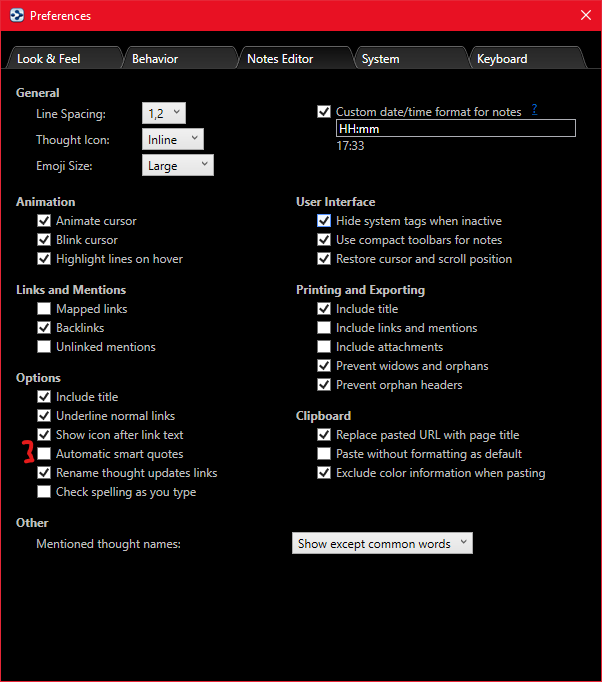 Preferences
Look & Feel
Behavior
Notes Editor
System
Keyboard
General
Line Spacing: 1,2
Thought Icon: Inline
Emoji Size: Large
Custom date/time format for notes ?
HH:mm
17:33
Animation
Animate cursor
Blink cursor
Highlight lines on hover
User Interface
Hide system tags when inactive
Use compact toolbars for notes
Restore cursor and scroll position
Links and Mentions
Mapped links
Backlinks
Unlinked mentions
Printing and Exporting
Include title
Include links and mentions
Include attachments
Prevent widows and orphans
Prevent orphan headers
Options
Include title
Underline normal links
Show icon after link text
Automatic smart quotes
Rename thought updates links
Check spelling as you type
Clipboard
Replace pasted URL with page title
Paste without formatting as default
Exclude color information when pasting
Other
Mentioned thought names: Show except common words